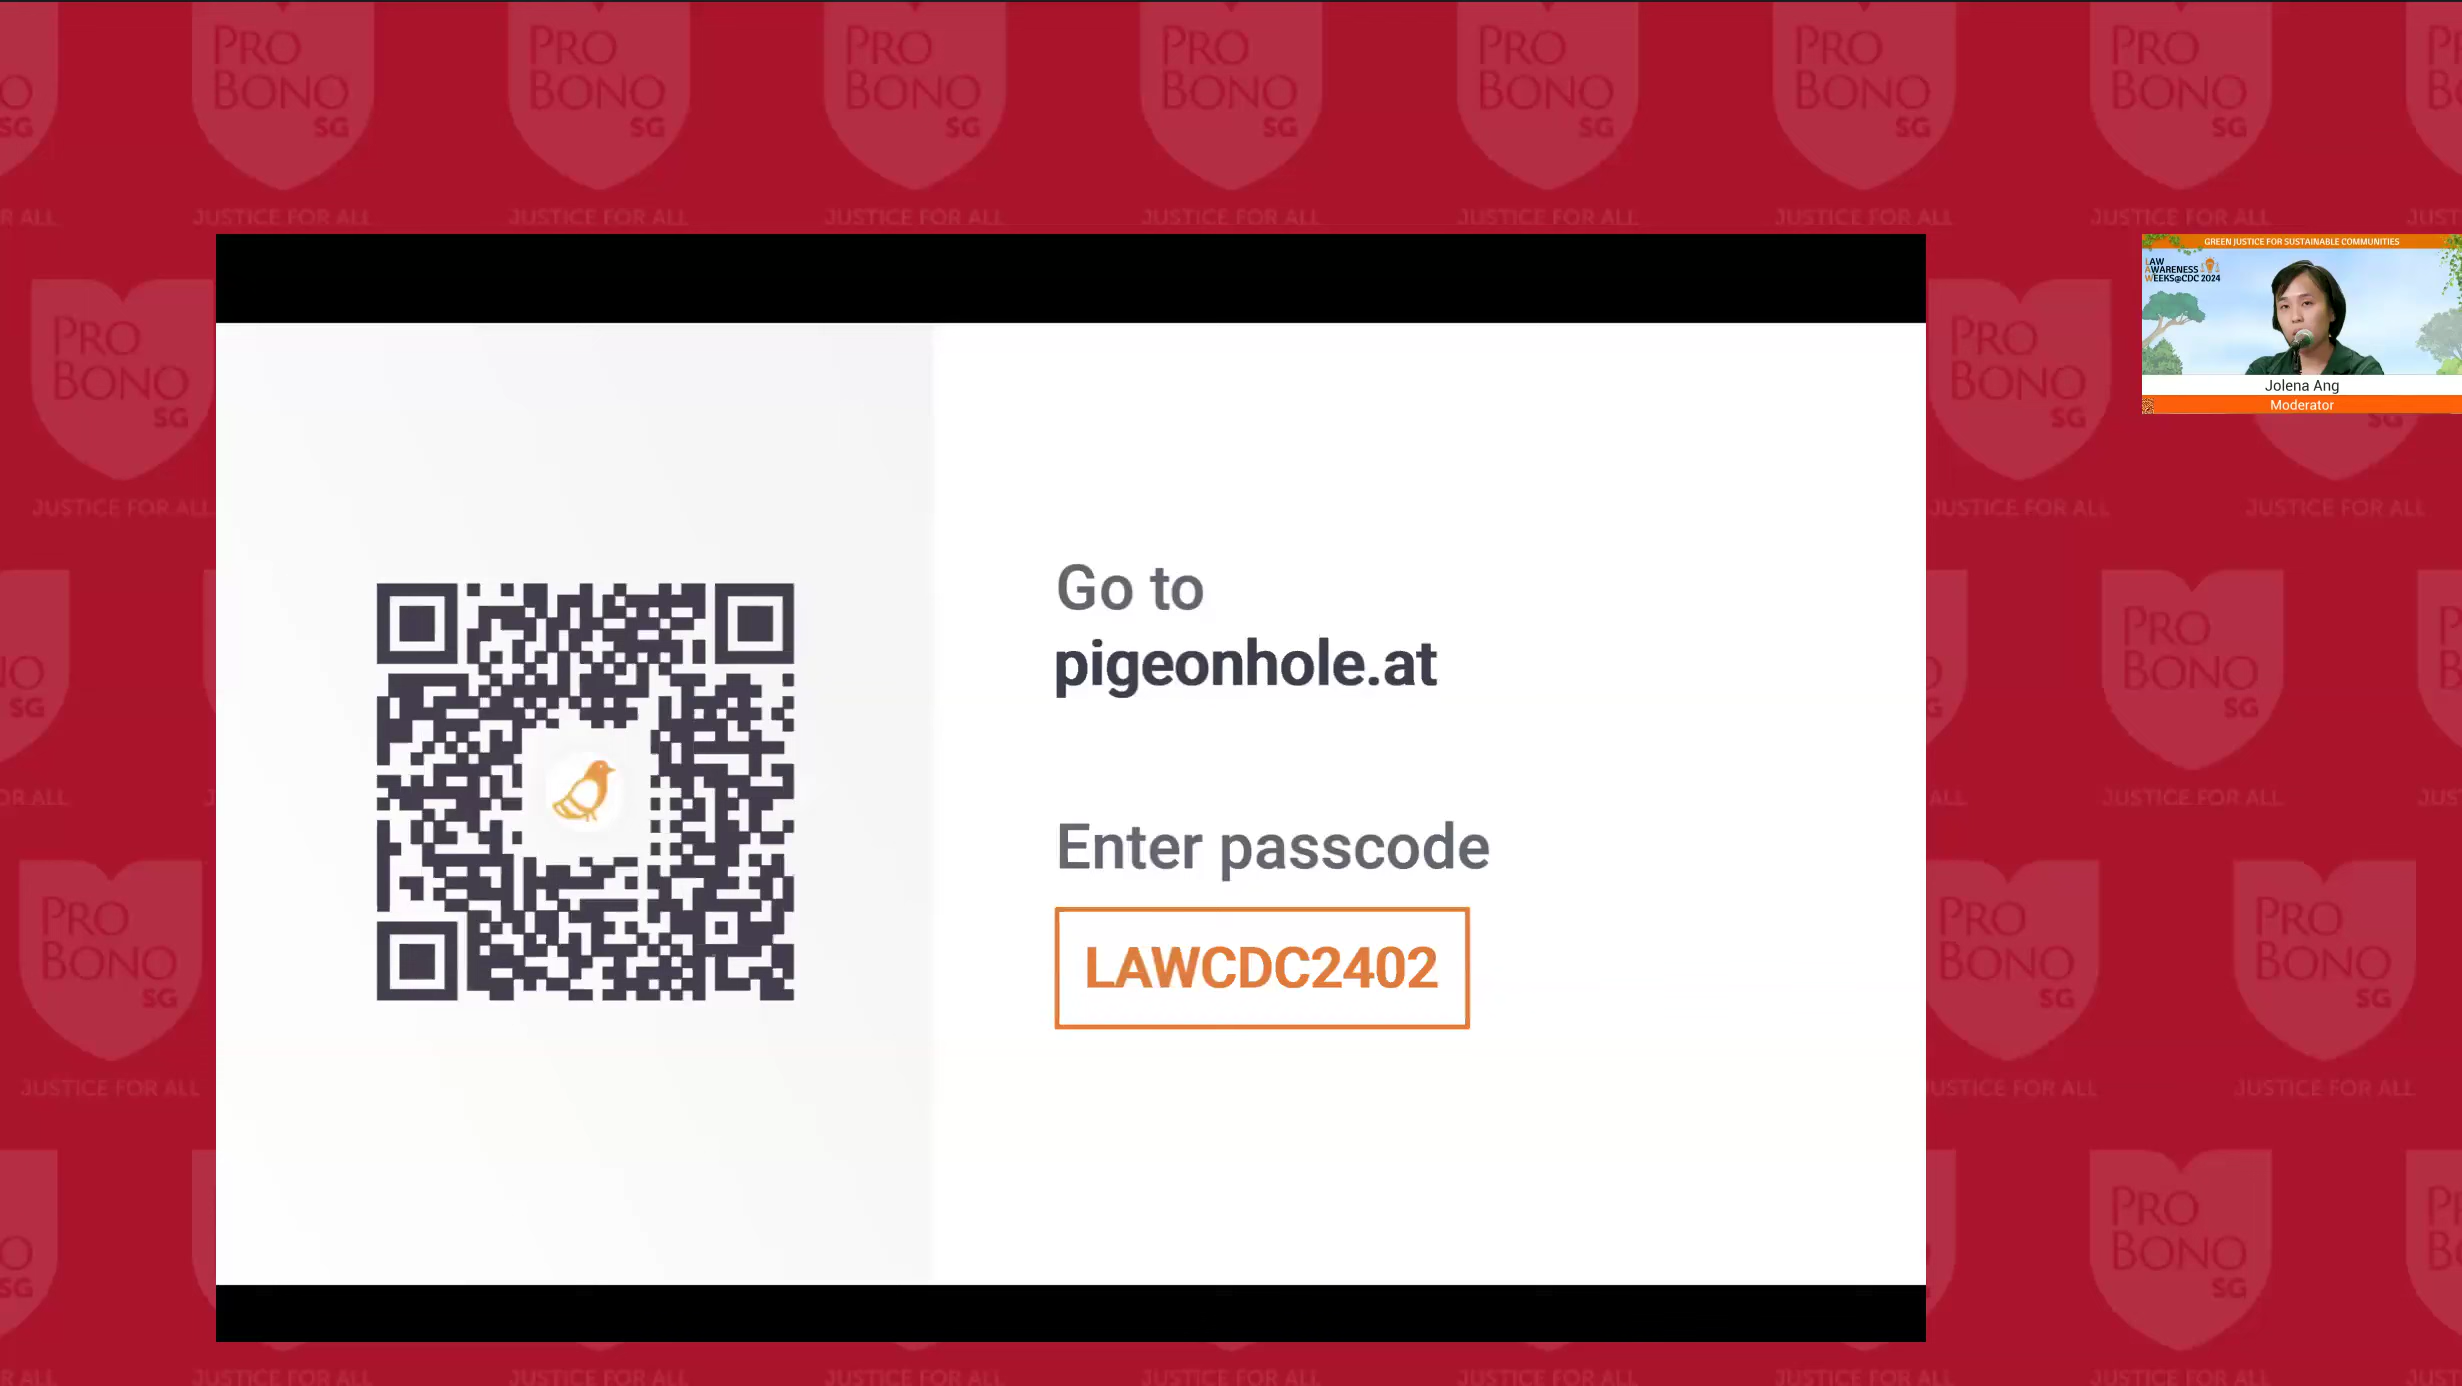 PRO
BONO
SG
JUSTICE FOR ALL
GREEN JUSTICE FOR SUSTAINABLE COMMUNITIES
LAW
AWARENESS
WEEKS@CDC 2024
Jolena Ang
Moderator
Go to
pigeonhole.at
Enter passcode
LAWCDC2402